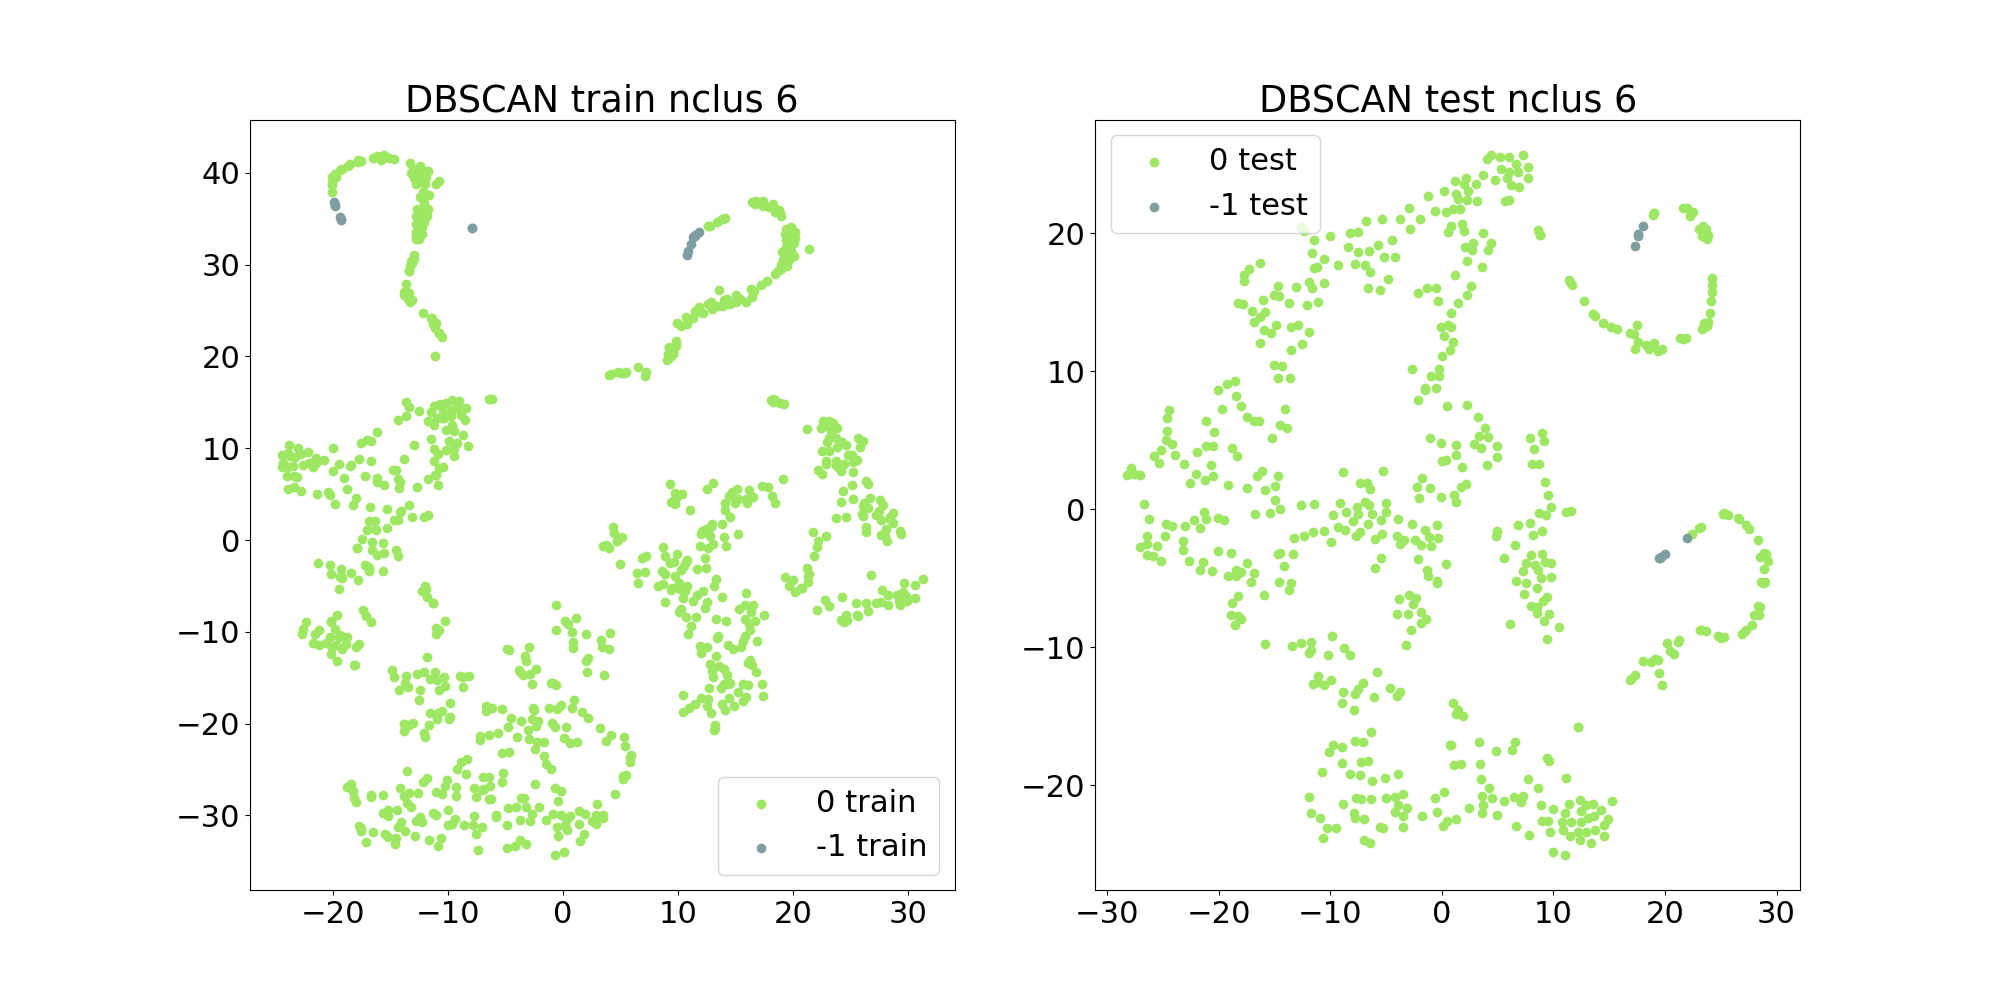 DBSCAN train nclus 6
40
30
20
10
0
−10
−20
−30
−20 −10 0 10 20 30
0 train
-1 train
DBSCAN test nclus 6
0 test
-1 test
20
10
0
−10
−20
−30 −20 −10 0 10 20 30